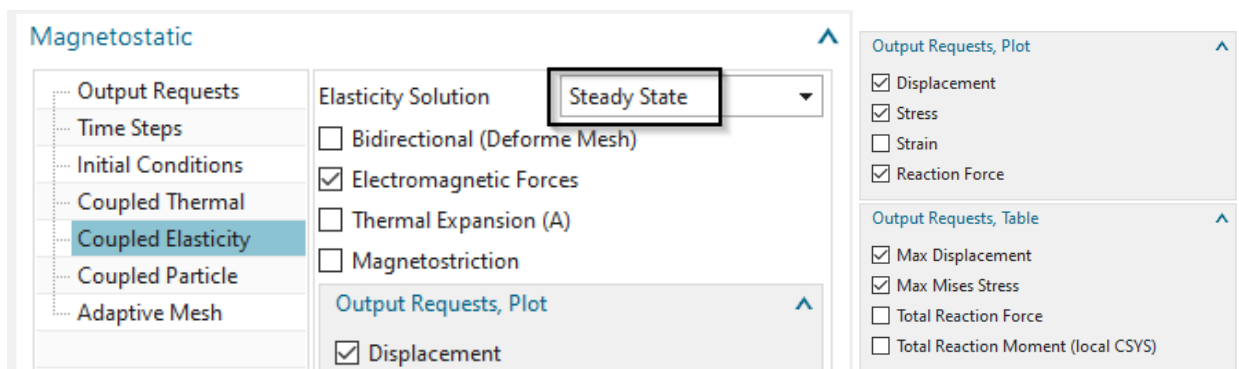 Magnetostatic
Output Requests
Time Steps
Initial Conditions
Coupled Thermal
Coupled Elasticity
Coupled Particle
Adaptive Mesh
Elasticity Solution Steady State
Bidirectional (Deforme Mesh)
Electromagnetic Forces
Thermal Expansion (A)
Magnetostriction
Output Requests, Plot
Displacement
Output Requests, Plot
Displacement
Stress
Strain
Reaction Force
Output Requests, Table
Max Displacement
Max Mises Stress
Total Reaction Force
Total Reaction Moment (local CSYS)